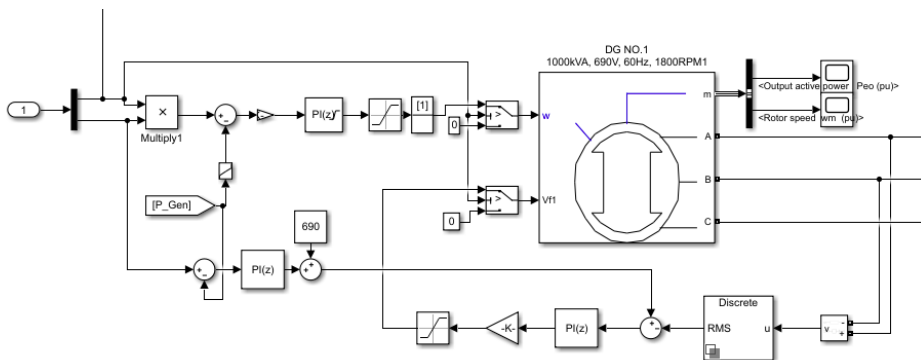 DG NO.1
1000kVA, 690V, 60Hz, 1800RPM1
1
×
Multiply1
PI(z)
[1]
0
>
w
m
<Output active power Peo (pu)>
<Rotor speed wm (pu)>
A
B
C
[P_Gen]
0
>
Vf1
690
PI(z)
-K-
PI(z)
Discrete
RMS
u
v